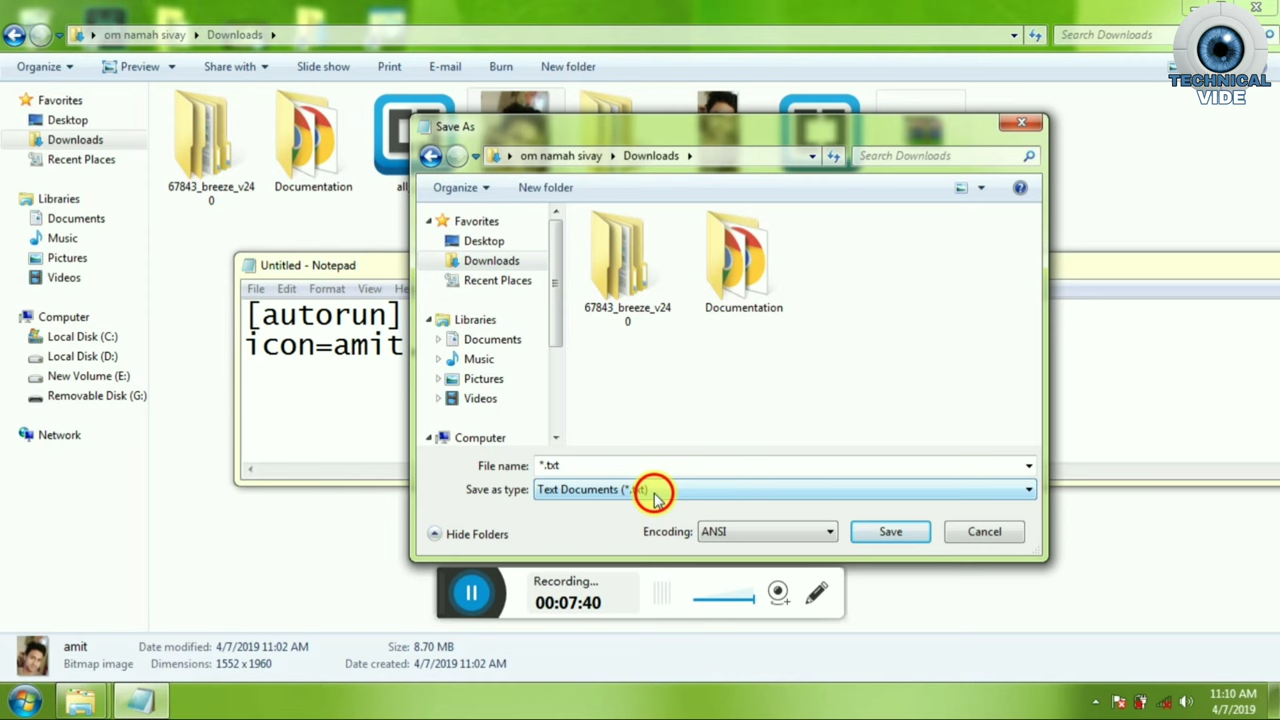 om namah sivay
Downloads
Search Downloads
Organize
Preview
Share with
Slide show
Print
E-mail
Burn
New folder
TECHNICAL
VIDE
Favorites
Desktop
Downloads
Recent Places
Libraries
Documents
Music
Pictures
Videos
Computer
Local Disk (C:)
Local Disk (D:)
New Volume (E:)
Removable Disk (G:)
Network
67843_breeze_v24
0
Documentation
all
Untitled - Notepad
File Edit Format View He
[autorun]
icon=amit
Save As
om namah sivay
Downloads
Search Downloads
Organize
New folder
Favorites
Desktop
Downloads
Recent Places
Libraries
Documents
Music
Pictures
Videos
Computer
67843_breeze_v24
0
Documentation
File name: *.txt
Save as type: Text Documents (*.txt)
Hide Folders
Encoding: ANSI
Save
Cancel
Recording...
00:07:40
amit
Date modified: 4/7/2019 11:02 AM
Size: 8.70 MB
Bitmap image
Dimensions: 1552 x 1960
Date created: 4/7/2019 11:02 AM
11:10 AM
4/7/2019